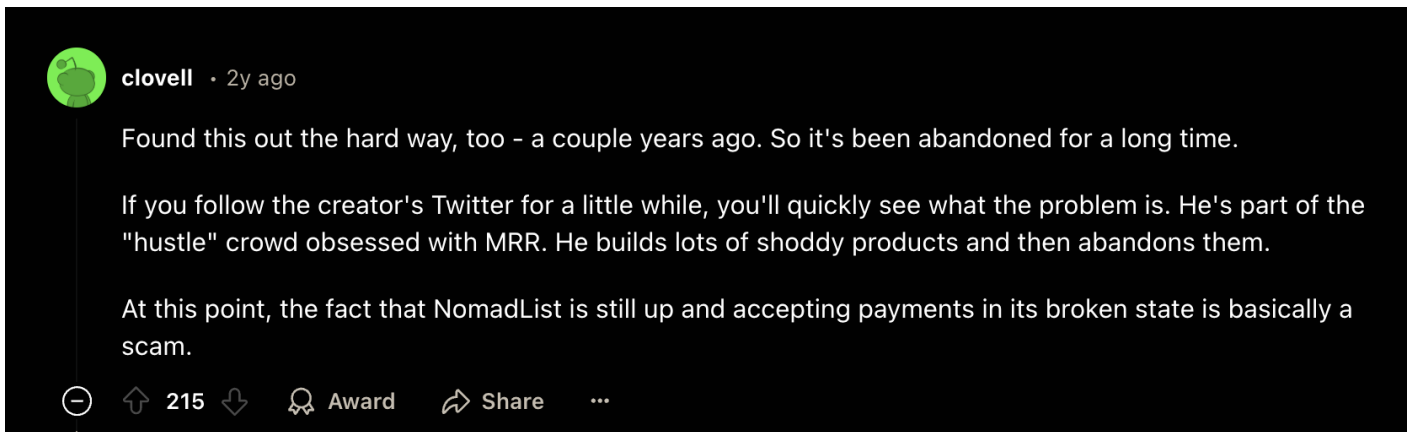 clovell · 2y ago
Found this out the hard way, too - a couple years ago. So it's been abandoned for a long time.
If you follow the creator's Twitter for a little while, you'll quickly see what the problem is. He's part of the
"hustle" crowd obsessed with MRR. He builds lots of shoddy products and then abandons them.
At this point, the fact that NomadList is still up and accepting payments in its broken state is basically a
scam.
215 Award Share ...